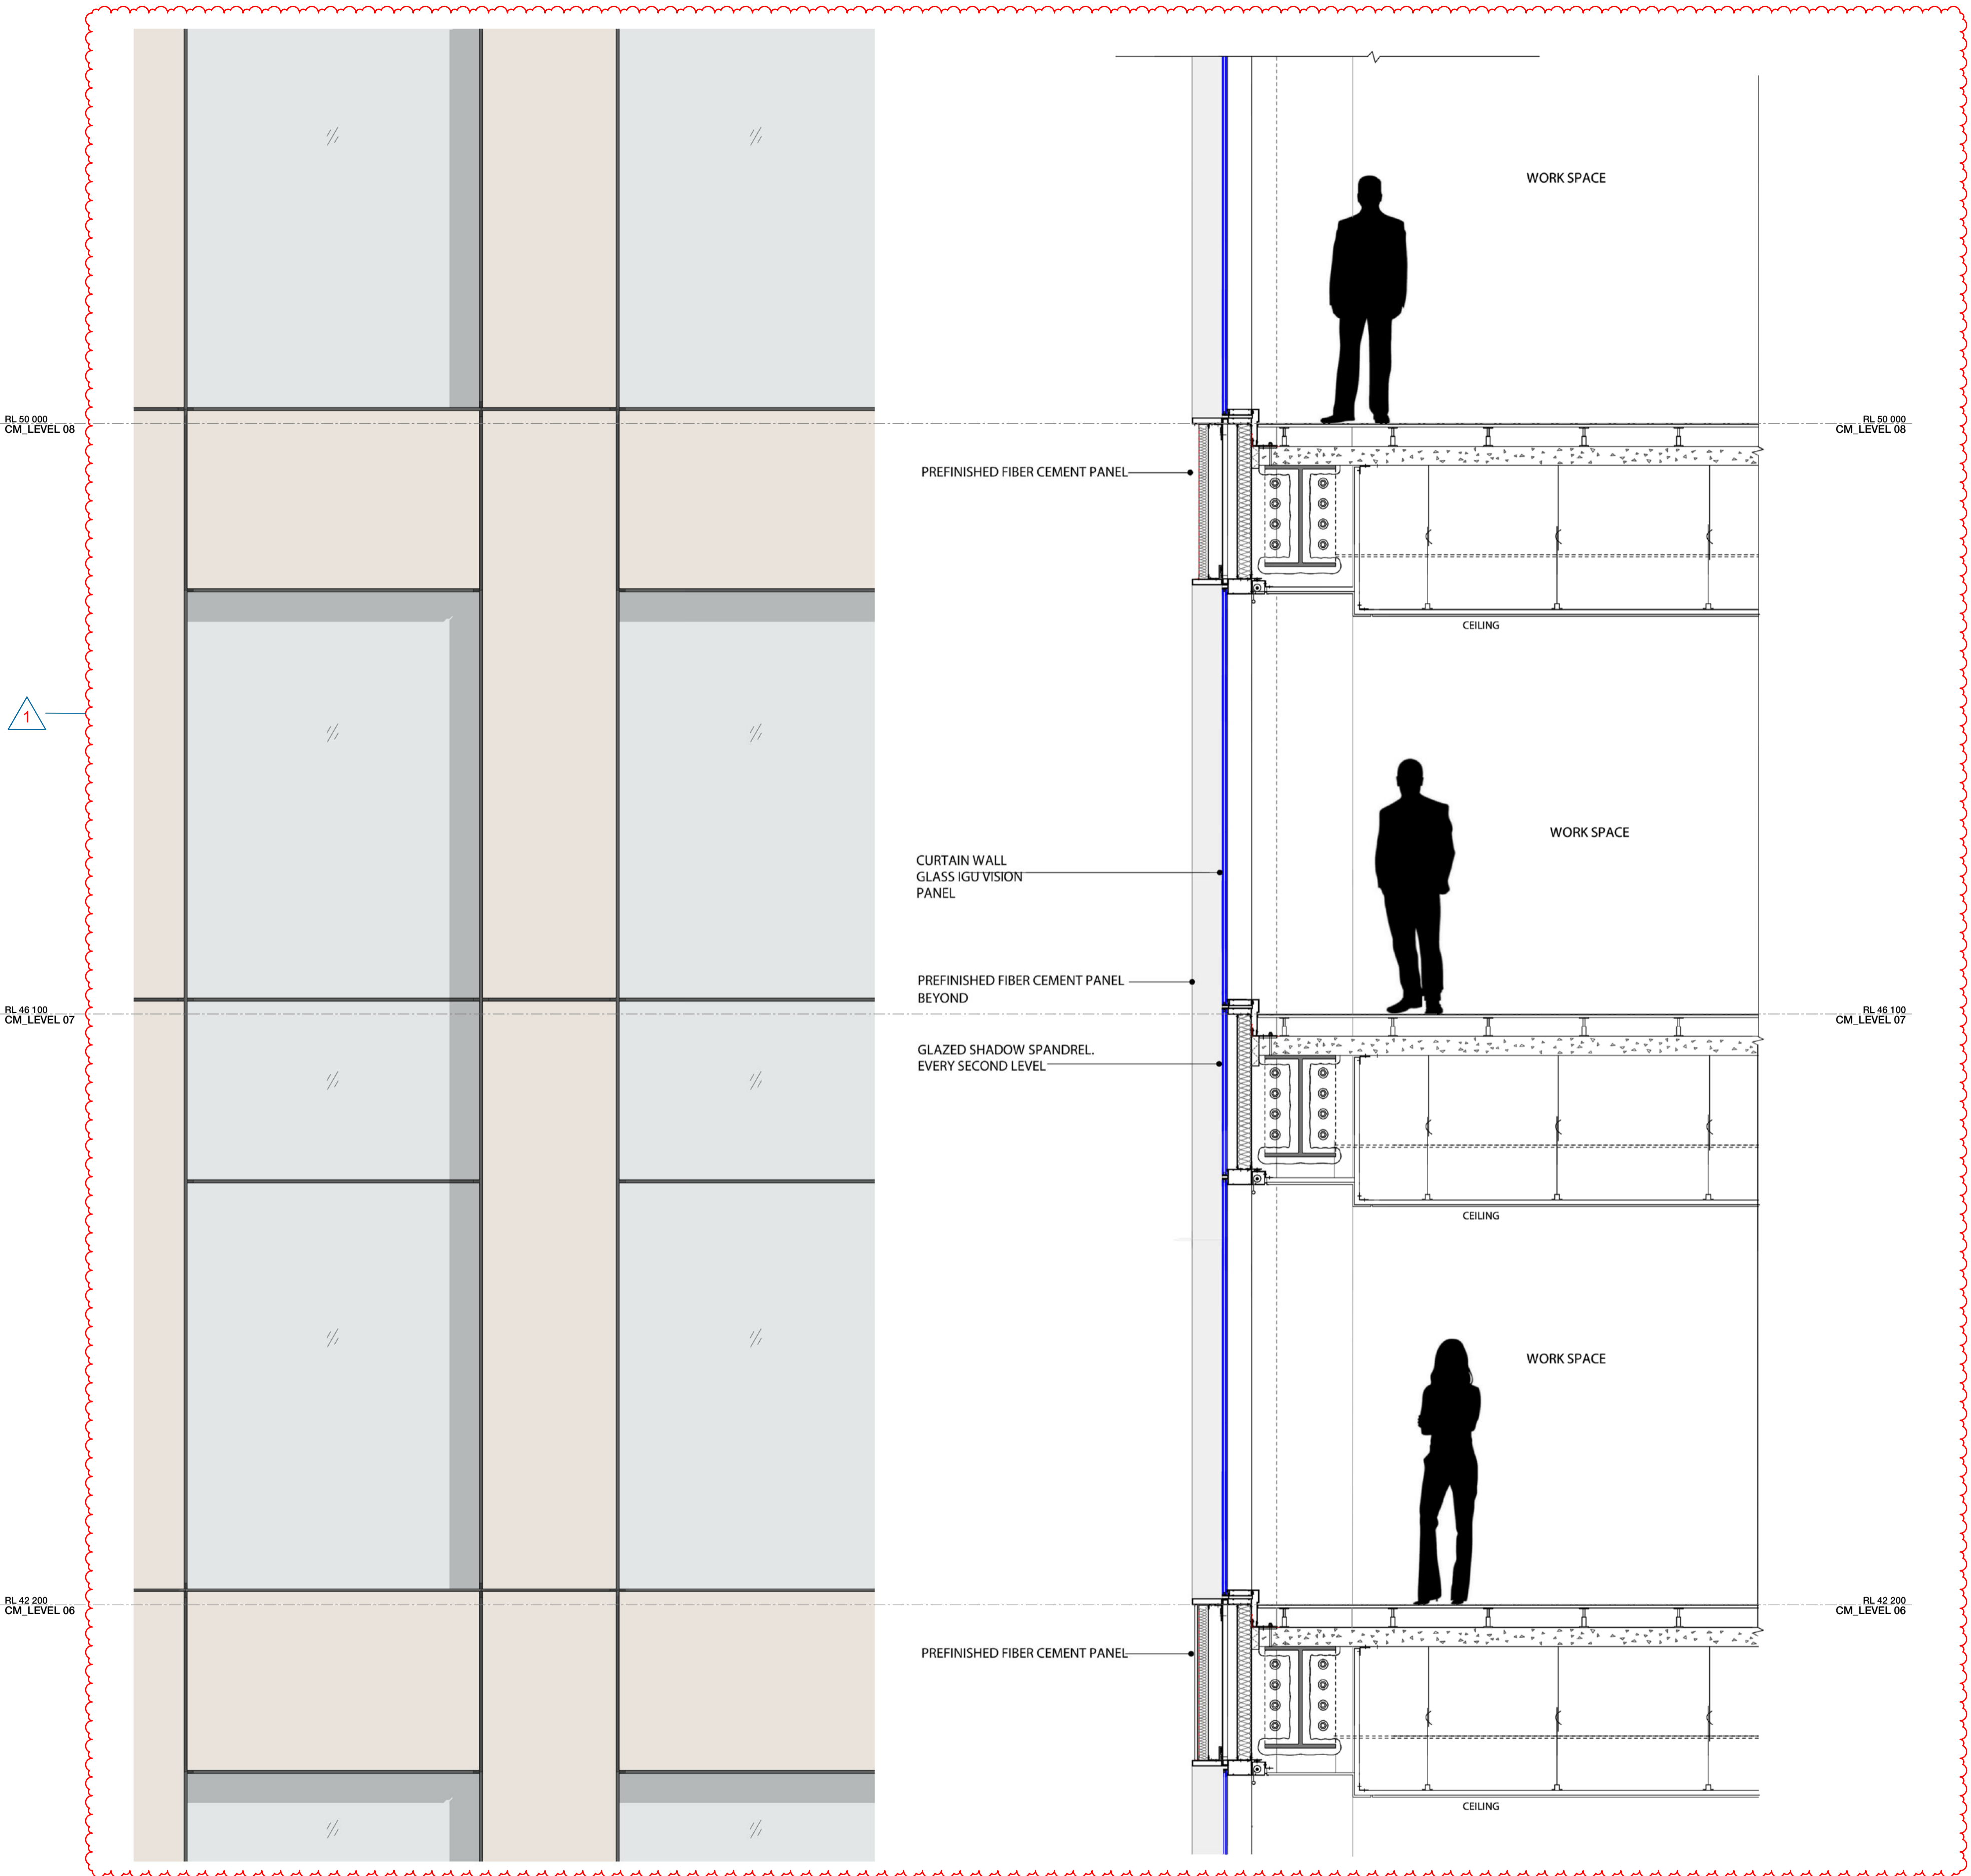 WORK SPACE
RL 50 000
CM_LEVEL 08
RL 50 000
CM_LEVEL 08
PREFINISHED FIBER CEMENT PANEL
CEILING
1
WORK SPACE
CURTAIN WALL
GLASS IGU VISION
PANEL
PREFINISHED FIBER CEMENT PANEL
BEYOND
RL 46 100
CM_LEVEL 07
RL 46 100
CM_LEVEL 07
GLAZED SHADOW SPANDREL.
EVERY SECOND LEVEL
CEILING
WORK SPACE
RL 42 200
CM_LEVEL 06
RL 42 200
CM_LEVEL 06
PREFINISHED FIBER CEMENT PANEL
CEILING